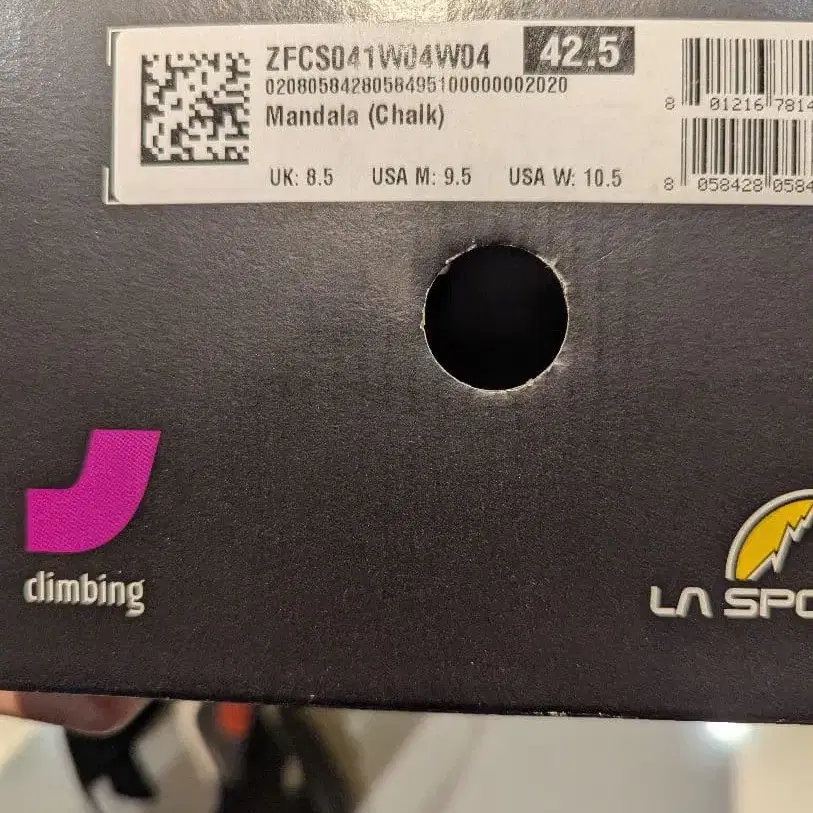 ZFCS041W04W04 42.5
0208058428058495100000002020
Mandala (Chalk)
UK: 8.5 USA M: 9.5 USA W: 10.5
8 01216 7814
8 058428 0584
climbing
LA SPO